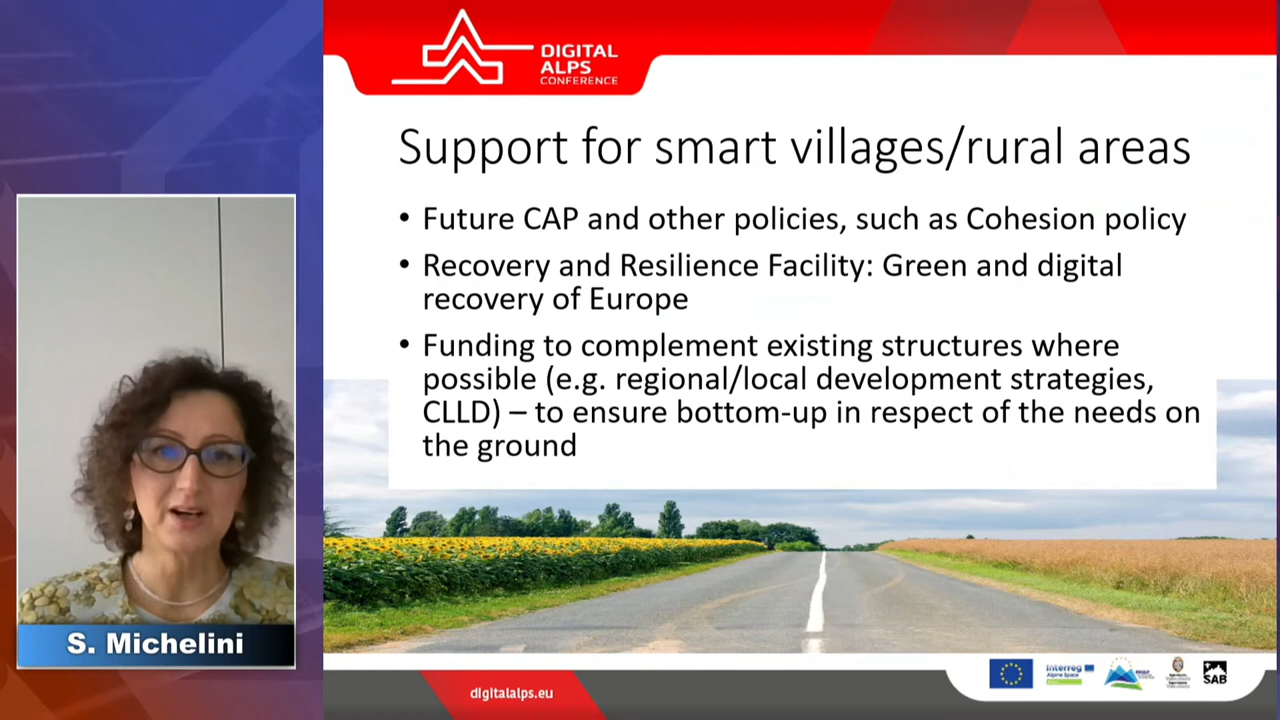 DIGITAL
ALPS
CONFERENCE
Support for smart villages/rural areas
• Future CAP and other policies, such as Cohesion policy
• Recovery and Resilience Facility: Green and digital
recovery of Europe
• Funding to complement existing structures where
possible (e.g. regional/local development strategies,
CLLD) – to ensure bottom-up in respect of the needs on
the ground
S. Michelini
digitalalps.eu
Interreg
Alpine Space
SAB